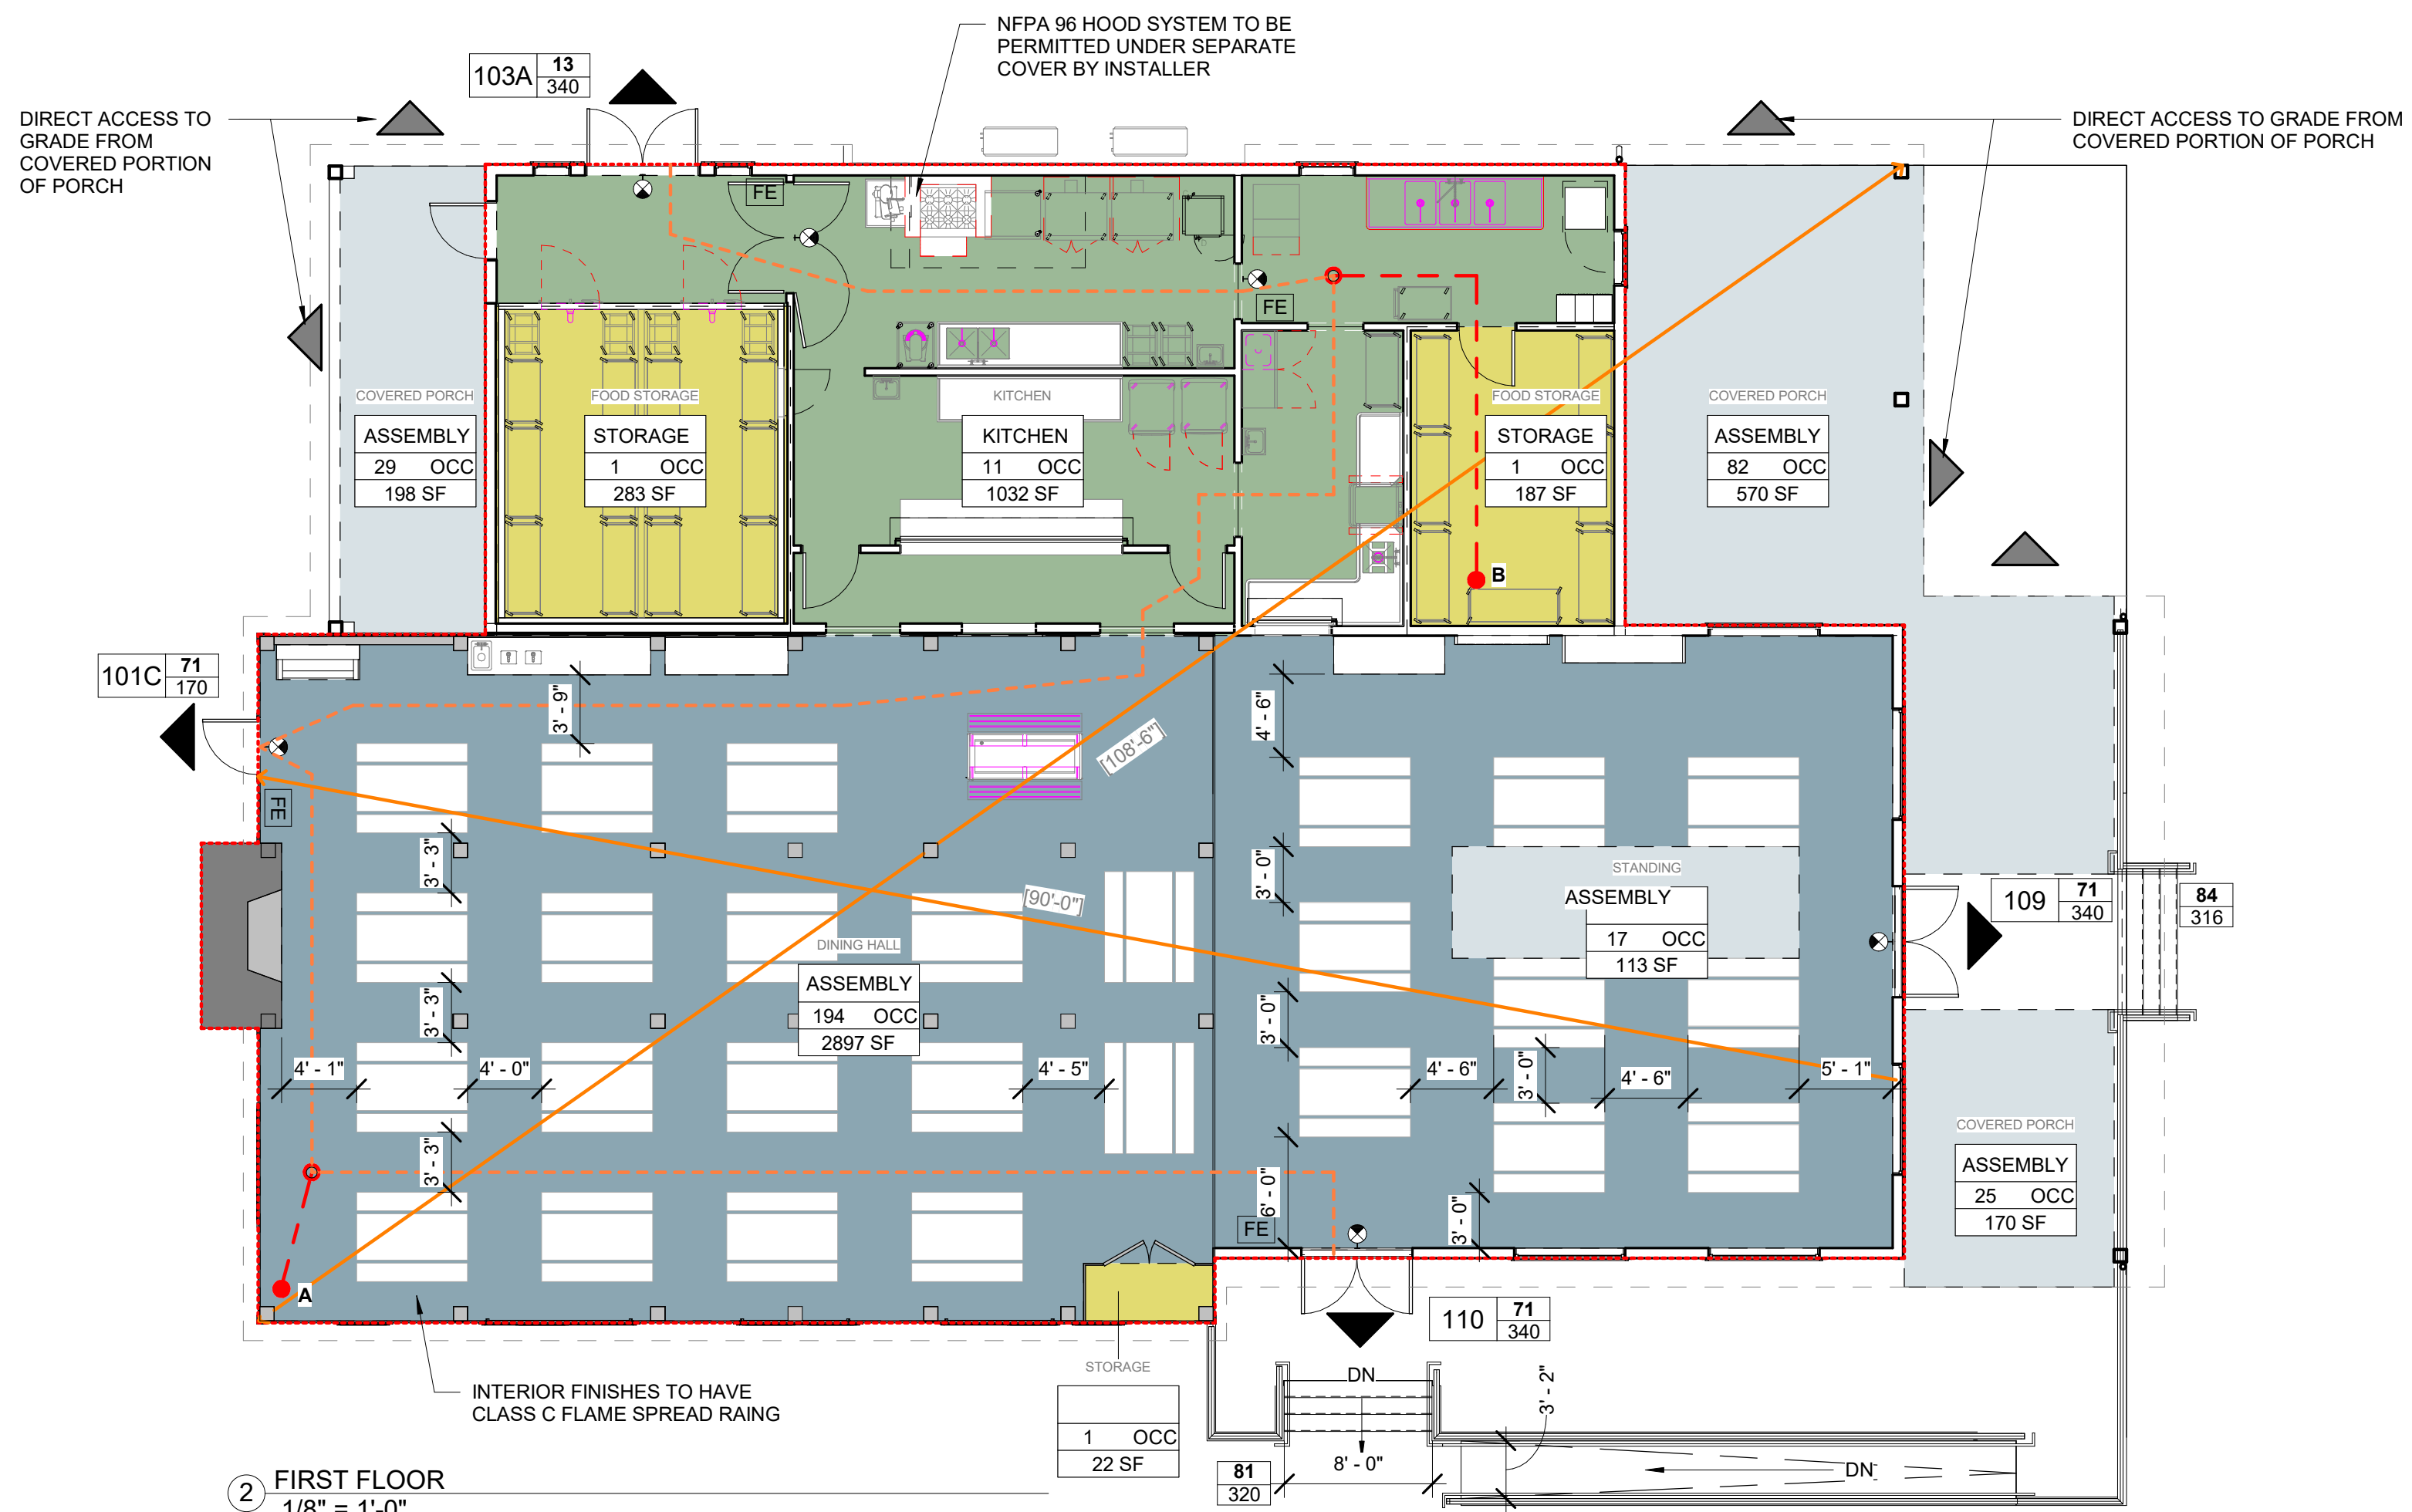 NFPA 96 HOOD SYSTEM TO BE
PERMITTED UNDER SEPARATE
COVER BY INSTALLER
103A
13
340
DIRECT ACCESS TO
GRADE FROM
COVERED PORTION
OF PORCH
DIRECT ACCESS TO GRADE FROM
COVERED PORTION OF PORCH
FE
FE
COVERED PORCH
ASSEMBLY
29 OCC
198 SF
FOOD STORAGE
STORAGE
1 OCC
283 SF
KITCHEN
KITCHEN
11 OCC
1032 SF
FOOD STORAGE
STORAGE
1 OCC
187 SF
COVERED PORCH
ASSEMBLY
82 OCC
570 SF
B
101C
71
170
3' - 9"
[108'-6"]
4' - 6"
FE
3' - 3"
[90'-0"]
3' - 0"
STANDING
ASSEMBLY
17 OCC
113 SF
109
71
340
84
316
DINING HALL
ASSEMBLY
194 OCC
2897 SF
3' - 3"
3' - 0"
4' - 1"
4' - 0"
4' - 5"
4' - 6"
3' - 0"
4' - 6"
5' - 1"
3' - 3"
COVERED PORCH
ASSEMBLY
25 OCC
170 SF
6' - 0"
3' - 0"
FE
A
110
71
340
STORAGE
1 OCC
22 SF
INTERIOR FINISHES TO HAVE
CLASS C FLAME SPREAD RAING
DN
3' - 2"
8' - 0"
DN
81
320
2
FIRST FLOOR
1/8" = 1'-0"